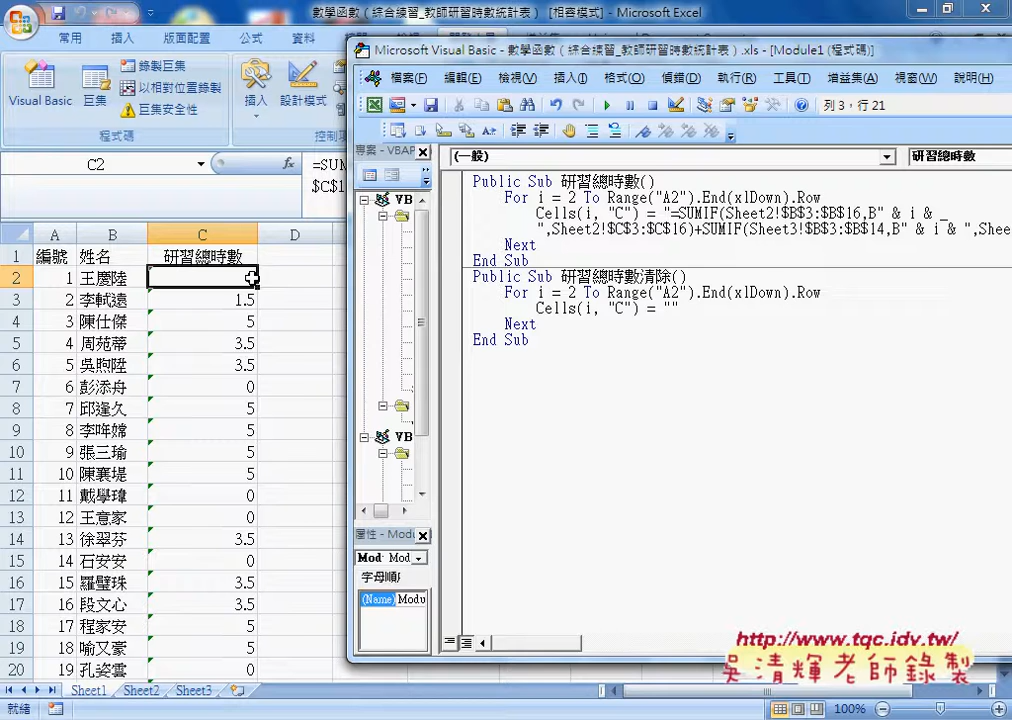 數學函數（綜合練習_教師研習時數統計表） [相容模式] - Microsoft Excel
常用 插入 版面配置 公式 資料
Visual Basic 巨集 錄製巨集 以相對位置錄製 巨集安全性 插入 設計模式
程式碼 控制項
C2 fx =SUM
$C$1
A B C D
1 編號 姓名 研習總時數
2 1 王慶陸
3 2 李軾遠 1.5
4 3 陳仕傑 5
5 4 周苑蒂 3.5
6 5 吳煦陞 3.5
7 6 彭添舟 0
8 7 邱逢久 5
9 8 李哞嫦 5
10 9 張三瑜 5
11 10 陳襄堤 5
12 11 戴學瑋 0
13 12 王意家 0
14 13 徐翠芬 3.5
15 14 石安安 0
16 15 羅璧珠 3.5
17 16 段文心 3.5
18 17 程家安 5
19 18 喻又豪 5
20 19 孔姿雲 0
Sheet1 Sheet2 Sheet3
就緒 100%
Microsoft Visual Basic - 數學函數（綜合練習_教師研習時數統計表）.xls - [Module1 (程式碼)]
檔案(F) 編輯(E) 檢視(V) 插入(I) 格式(O) 偵錯(D) 執行(R) 工具(T) 增益集(A) 視窗(W) 說明(H)
列 3，行 21
專案 - VBAP
VB
VB
屬性 - Modu
Mod Mod
字母順
(Name) Modu
(一般) 研習總時數
Public Sub 研習總時數()
For i = 2 To Range("A2").End(xlDown).Row
Cells(i, "C") = "=SUMIF(Sheet2!$B$3:$B$16,B" & i & _
",Sheet2!$C$3:$C$16)+SUMIF(Sheet3!$B$3:$B$14,B" & i & ",Shee
Next
End Sub
Public Sub 研習總時數清除()
For i = 2 To Range("A2").End(xlDown).Row
Cells(i, "C") = ""
Next
End Sub
http://www.tqc.idv.tw/
吳清輝老師錄製